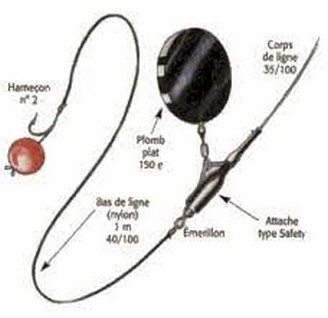 Corps
de ligne
35/100
Hameçon
n° 2
Plomb
plat
150 g
Bas de ligne
(nylon)
1 m
40/100
Émerillon
Attache
type Safety